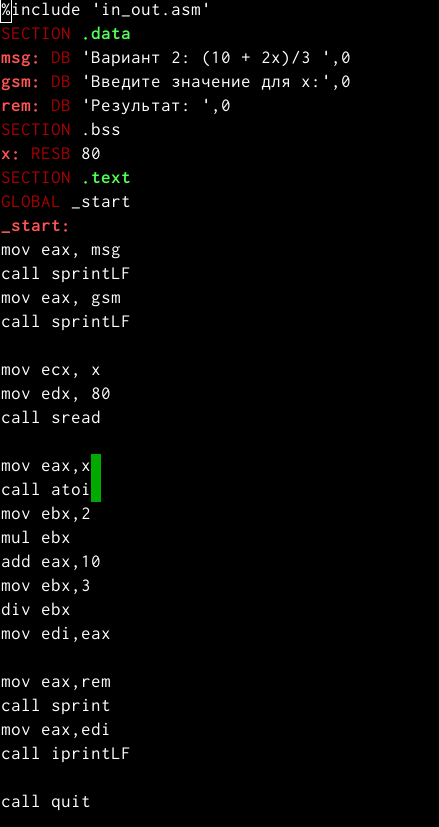 %include 'in_out.asm'
SECTION .data
msg: DB 'Вариант 2: (10 + 2x)/3 ',0
gsm: DB 'Введите значение для x:',0
rem: DB 'Результат: ',0
SECTION .bss
x: RESB 80
SECTION .text
GLOBAL _start
_start:
mov eax, msg
call sprintLF
mov eax, gsm
call sprintLF
mov ecx, x
mov edx, 80
call sread
mov eax,x
call atoi
mov ebx,2
mul ebx
add eax,10
mov ebx,3
div ebx
mov edi,eax
mov eax,rem
call sprint
mov eax,edi
call iprintLF
call quit